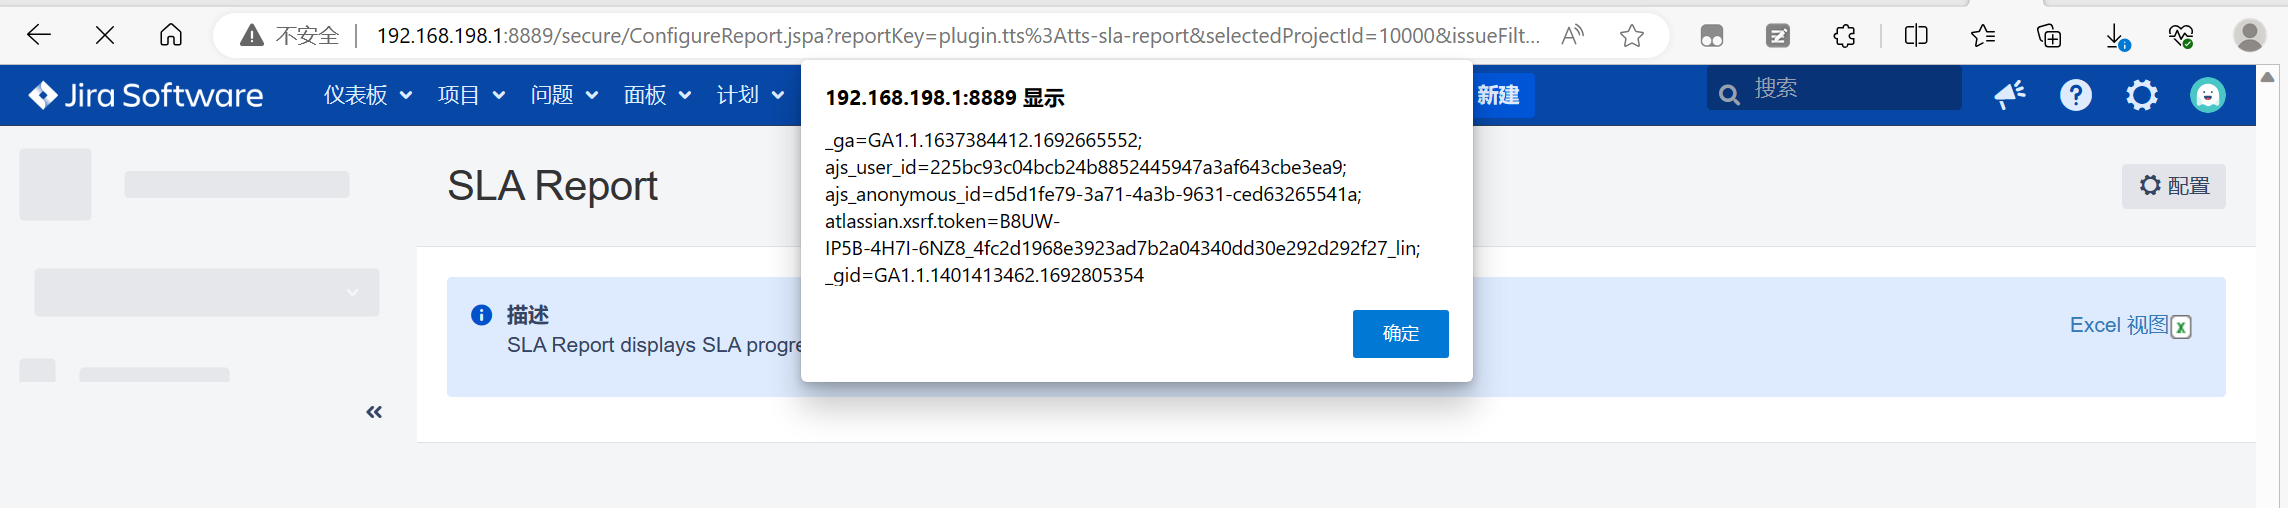 不安全
192.168.198.1:8889/secure/ConfigureReport.jspa?reportKey=plugin.tts%3Atts-sla-report&selectedProjectId=10000&issueFilt...
Jira Software 仪表板 项目 问题 面板 计划 新建 搜索
192.168.198.1:8889 显示
_ga=GA1.1.1637384412.1692665552;
ajs_user_id=225bc93c04bcb24b8852445947a3af643cbe3ea9;
ajs_anonymous_id=d5d1fe79-3a71-4a3b-9631-ced63265541a;
atlassian.xsrf.token=B8UW-
IP5B-4H7I-6NZ8_4fc2d1968e3923ad7b2a04340dd30e292d292f27_lin;
_gid=GA1.1.1401413462.1692805354
确定
SLA Report
配置
描述
SLA Report displays SLA progre
Excel 视图